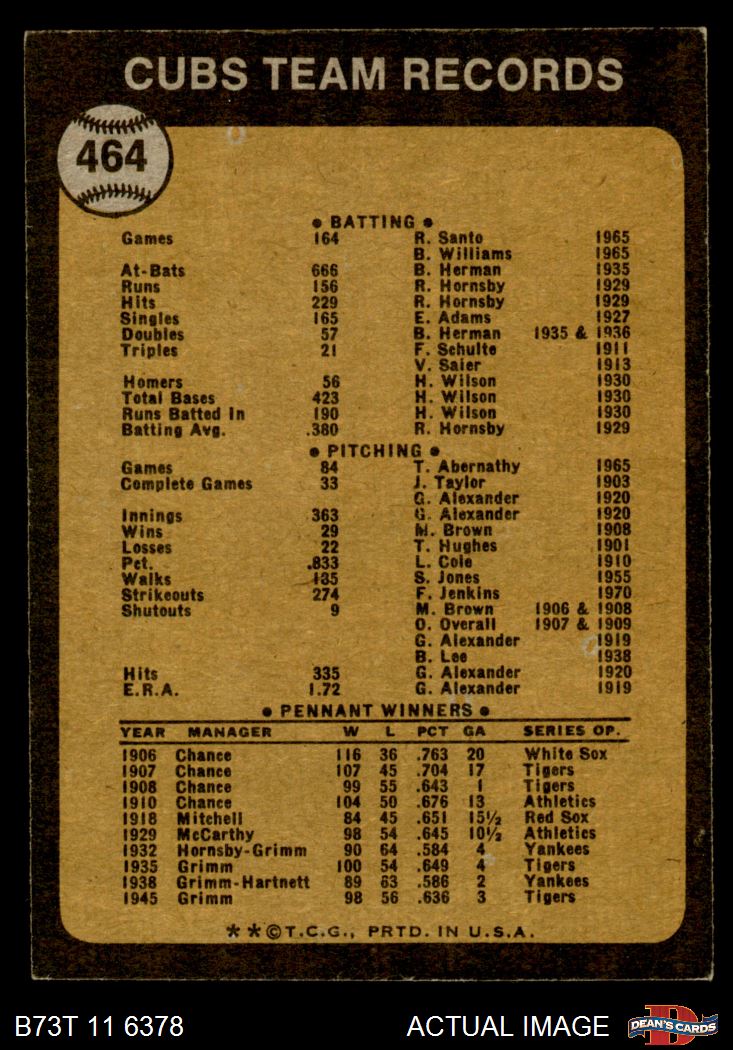 CUBS TEAM RECORDS
464
• BATTING •
Games 164 R. Santo 1965
B. Williams 1965
At-Bats 666 B. Herman 1935
Runs 156 R. Hornsby 1929
Hits 229 R. Hornsby 1929
Singles 165 E. Adams 1927
Doubles 57 B. Herman 1935 & 1936
Triples 21 F. Schulte 1911
V. Saier 1913
Homers 56 H. Wilson 1930
Total Bases 423 H. Wilson 1930
Runs Batted In 190 H. Wilson 1930
Batting Avg. .380 R. Hornsby 1929
• PITCHING •
Games 84 T. Abernathy 1965
Complete Games 33 J. Taylor 1903
G. Alexander 1920
Innings 363 G. Alexander 1920
Wins 29 M. Brown 1908
Losses 22 T. Hughes 1901
Pct. .833 L. Cole 1910
Walks 185 S. Jones 1955
Strikeouts 274 F. Jenkins 1970
Shutouts 9 M. Brown 1906 & 1908
O. Overall 1907 & 1909
G. Alexander 1919
B. Lee 1938
Hits 335 G. Alexander 1920
E.R.A. 1.72 G. Alexander 1919
• PENNANT WINNERS •
YEAR MANAGER W L PCT GA SERIES OP.
1906 Chance 116 36 .763 20 White Sox
1907 Chance 107 45 .704 17 Tigers
1908 Chance 99 55 .643 1 Tigers
1910 Chance 104 50 .676 13 Athletics
1918 Mitchell 84 45 .651 15½ Red Sox
1929 McCarthy 98 54 .645 10½ Athletics
1932 Hornsby-Grimm 90 64 .584 4 Yankees
1935 Grimm 100 54 .649 4 Tigers
1938 Grimm-Hartnett 89 63 .586 2 Yankees
1945 Grimm 98 56 .636 3 Tigers
**©T.C.G., PRTD. IN U.S.A.
B73T 11 6378 ACTUAL IMAGE DEAN'S CARDS